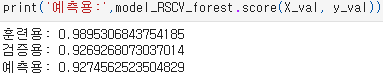 print('예측용:',model_RSCV_forest.score(X_val, y_val))
훈련용: 0.9895306843754185
검증용: 0.9269268073037014
예측용: 0.9274562352504829